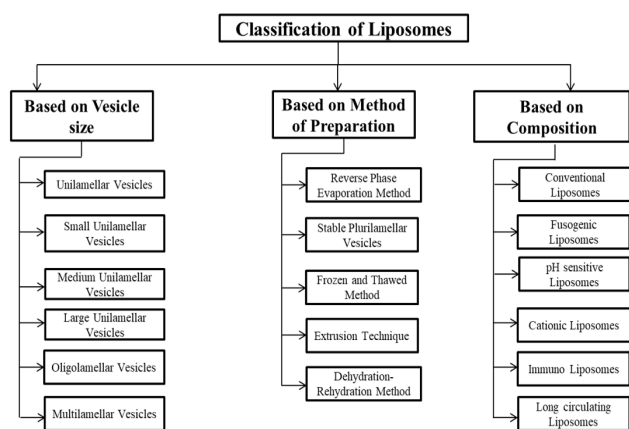 Classification of Liposomes
Based on Vesicle
size
Unilamellar Vesicles
Small Unilamellar
Vesicles
Medium Unilamellar
Vesicles
Large Unilamellar
Vesicles
Oligolamellar Vesicles
Multilamellar Vesicles
Based on Method
of Preparation
Reverse Phase
Evaporation Method
Stable Plurilamellar
Vesicles
Frozen and Thawed
Method
Extrusion Technique
Dehydration-
Rehydration Method
Based on
Composition
Conventional
Liposomes
Fusogenic
Liposomes
pH sensitive
Liposomes
Cationic Liposomes
Immuno Liposomes
Long circulating
Liposomes